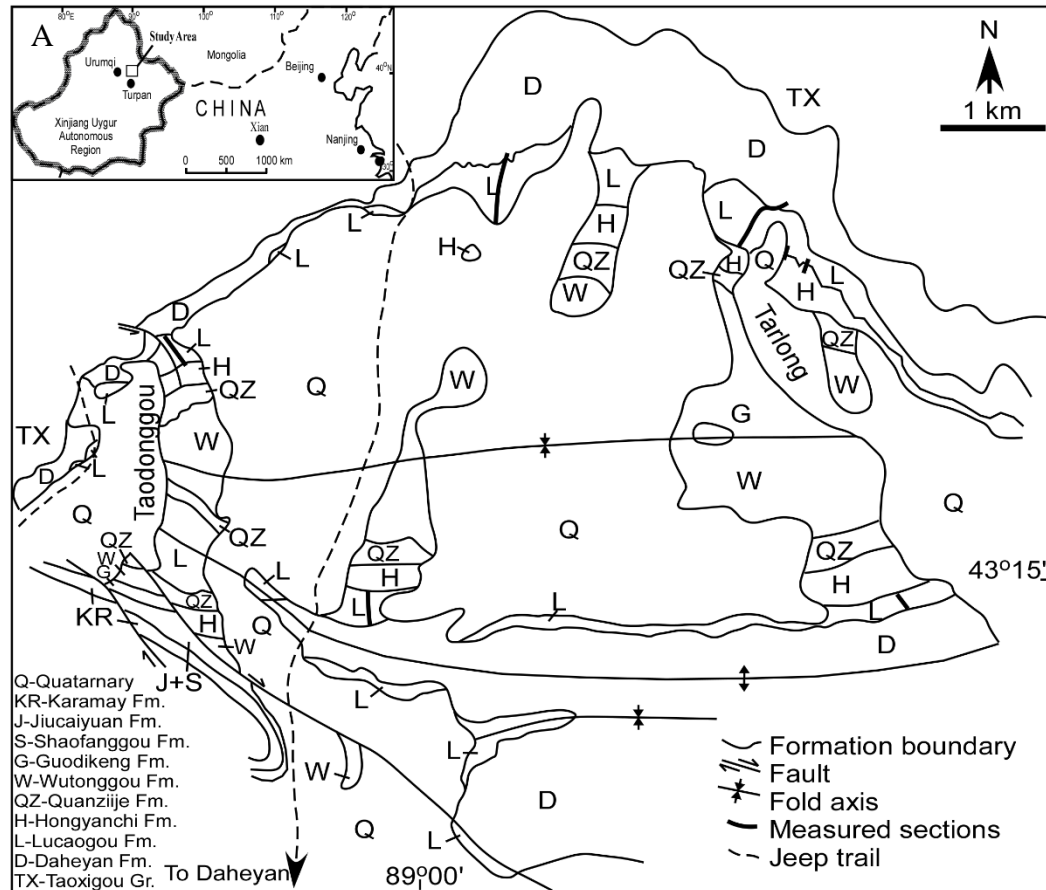 A
80°E
90°
100°
110°
120°
Study Area
Mongolia
Urumqi
Beijing
40°N
Turpan
CHINA
Xinjiang Uygur
Autonomous
Region
Xian
Nanjing
0 500 1000 km
30°
N
1 km
D
TX
D
L
L
L
L
H
H
L
QZ
QZ
H
Q
L
H
W
D
L
L
H
QZ
Tarlong
QZ
D
L
Q
W
W
TX
Taodonggou
W
G
D
L
W
Q
Q
Q
QZ
QZ
QZ
QZ
W
G
L
L
H
H
43°15'
QZ
L
L
L
KR
H
Q
D
W
J+S
L
Q-Quatarnary
KR-Karamay Fm.
J-Jiucaiyuan Fm.
S-Shaofanggou Fm.
G-Guodikeng Fm.
W-Wutonggou Fm.
QZ-Quanziije Fm.
H-Hongyanchi Fm.
L-Lucaogou Fm.
D-Daheyan Fm.
TX-Taoxigou Gr.
L
W
D
Q
L
To Daheyan
89°00'
Formation boundary
Fault
Fold axis
Measured sections
Jeep trail